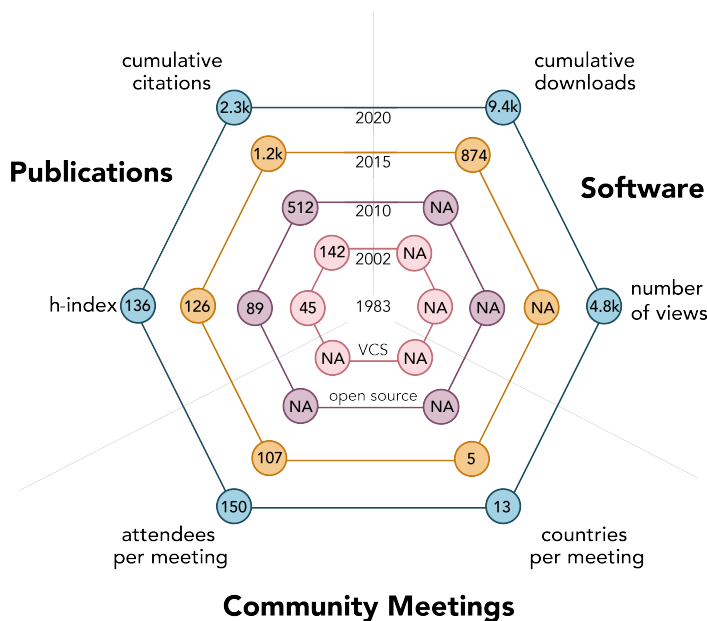 cumulative
citations
cumulative
downloads
2.3k
9.4k
2020
1.2k
874
2015
Publications
Software
512
NA
2010
142
NA
2002
h-index
136
126
89
45
1983
NA
NA
NA
4.8k
number
of views
NA
VCS
NA
NA
open source
NA
107
5
150
13
attendees
per meeting
countries
per meeting
Community Meetings